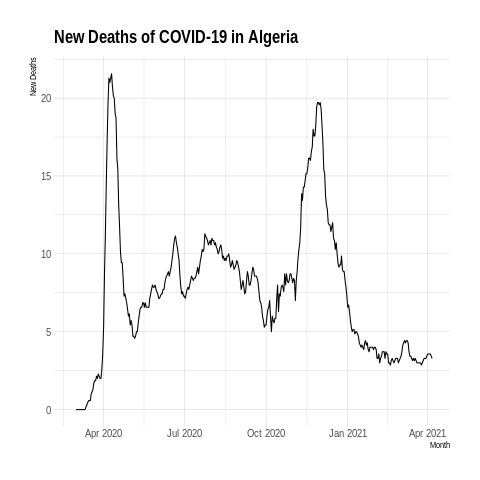 New Deaths of COVID-19 in Algeria
New Deaths
20
15
10
5
0
Apr 2020 Jul 2020 Oct 2020 Jan 2021 Apr 2021
Month